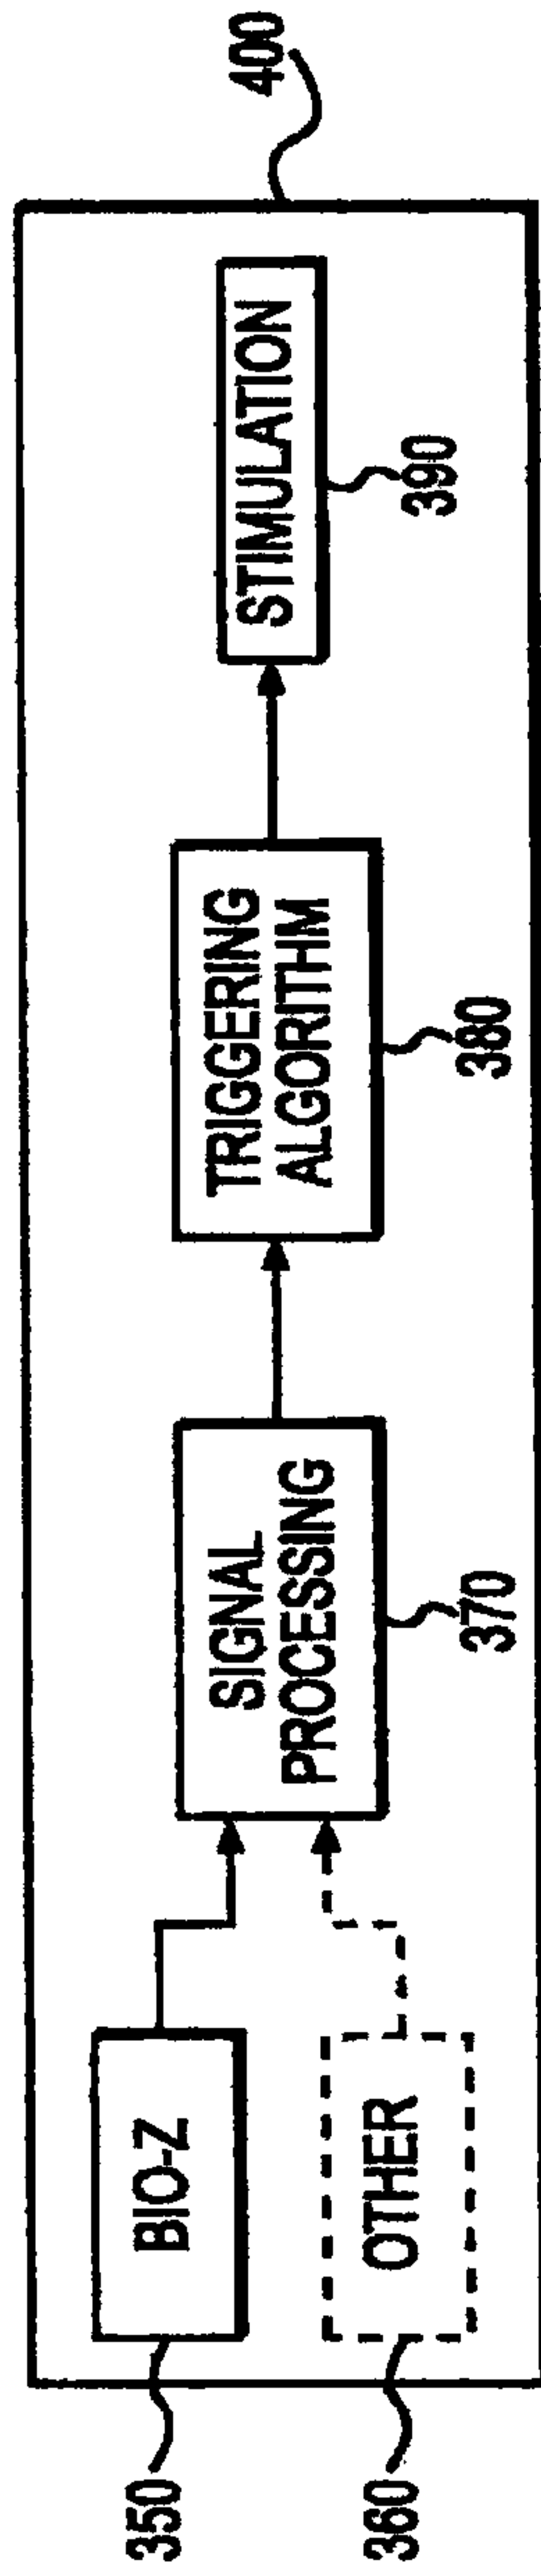 350
BIO-Z
360
OTHER
SIGNAL
PROCESSING
370
TRIGGERING
ALGORITHM
380
STIMULATION
390
400